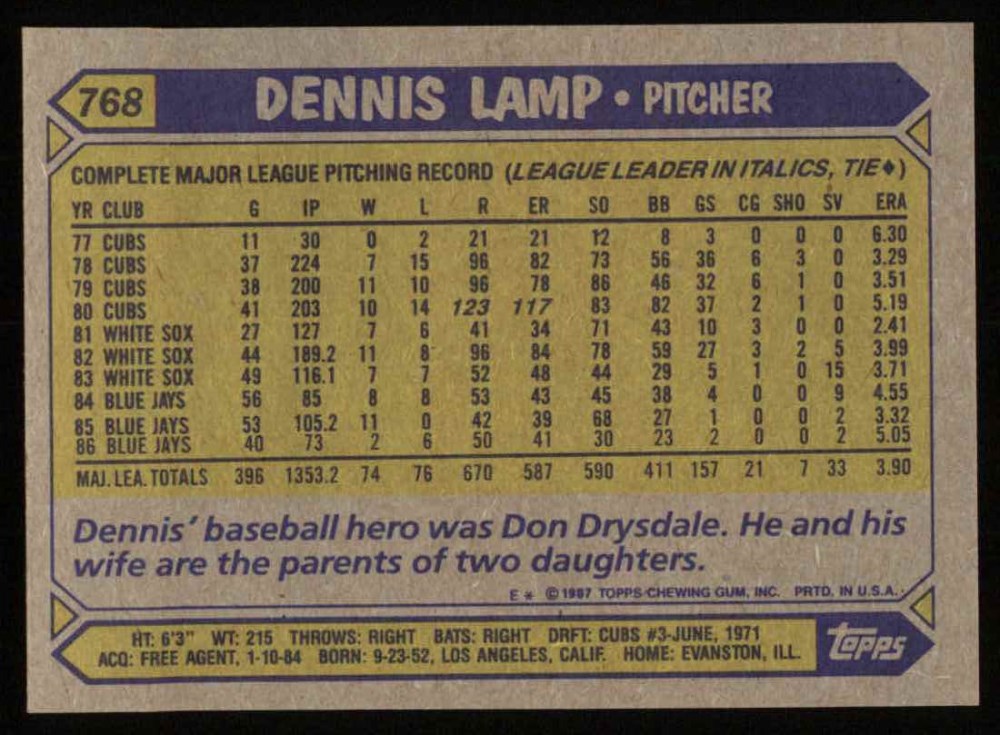 768 DENNIS LAMP • PITCHER
COMPLETE MAJOR LEAGUE PITCHING RECORD (LEAGUE LEADER IN ITALICS, TIE♦)
YR CLUB G IP W L R ER SO BB GS CG SHO SV ERA
77 CUBS 11 30 0 2 21 21 12 8 3 0 0 0 6.30
78 CUBS 37 224 7 15 96 82 73 56 36 6 3 0 3.29
79 CUBS 38 200 11 10 96 78 86 46 32 6 1 0 3.51
80 CUBS 41 203 10 14 123 117 83 82 37 2 1 0 5.19
81 WHITE SOX 27 127 7 6 41 34 71 43 10 3 0 0 2.41
82 WHITE SOX 44 189.2 11 8 96 84 78 59 27 3 2 5 3.99
83 WHITE SOX 49 116.1 7 7 52 48 44 29 5 1 0 15 3.71
84 BLUE JAYS 56 85 8 8 53 43 45 38 4 0 0 9 4.55
85 BLUE JAYS 53 105.2 11 0 42 39 68 27 1 0 0 2 3.32
86 BLUE JAYS 40 73 2 6 50 41 30 23 2 0 0 2 5.05
MAJ. LEA. TOTALS 396 1353.2 74 76 670 587 590 411 157 21 7 33 3.90
Dennis' baseball hero was Don Drysdale. He and his
wife are the parents of two daughters.
E * © 1987 TOPPS CHEWING GUM, INC. PRTD. IN U.S.A.
HT: 6'3" WT: 215 THROWS: RIGHT BATS: RIGHT DRFT: CUBS #3-JUNE, 1971
ACQ: FREE AGENT, 1-10-84 BORN: 9-23-52, LOS ANGELES, CALIF. HOME: EVANSTON, ILL.
topps